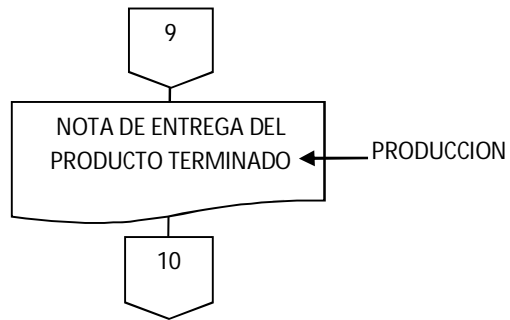 9
NOTA DE ENTREGA DEL
PRODUCTO TERMINADO
PRODUCCION
10